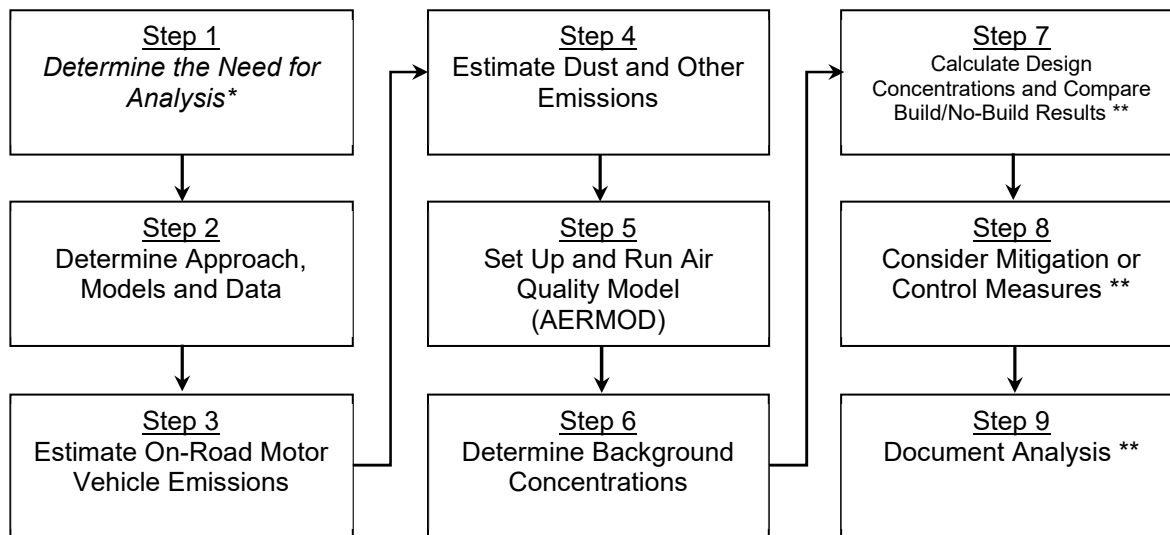 Step 1
Determine the Need for
Analysis*
Step 2
Determine Approach,
Models and Data
Step 3
Estimate On-Road Motor
Vehicle Emissions
Step 4
Estimate Dust and Other
Emissions
Step 5
Set Up and Run Air
Quality Model
(AERMOD)
Step 6
Determine Background
Concentrations
Step 7
Calculate Design
Concentrations and Compare
Build/No-Build Results **
Step 8
Consider Mitigation or
Control Measures **
Step 9
Document Analysis **